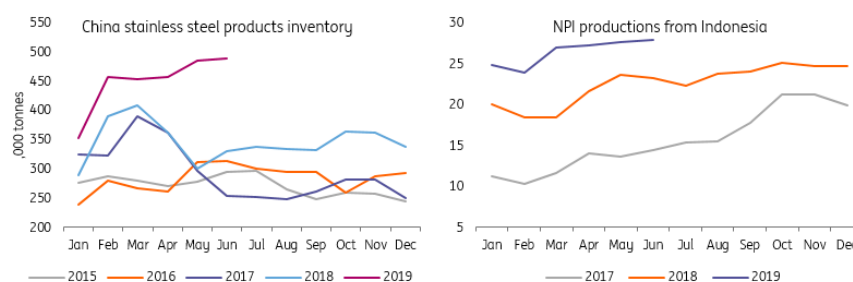 China stainless steel products inventory
,000 tonnes
550
500
450
400
350
300
250
200
Jan Feb Mar Apr May Jun Jul Aug Sep Oct Nov Dec
2015 2016 2017 2018 2019
NPI productions from Indonesia
30
25
20
15
10
5
Jan Feb Mar Apr May Jun Jul Aug Sep Oct Nov Dec
2017 2018 2019